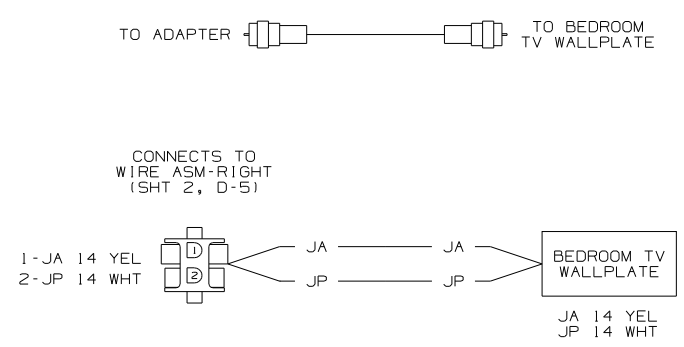 TO ADAPTER
TO BEDROOM
TV WALLPLATE
CONNECTS TO
WIRE ASM-RIGHT
(SHT 2, D-5)
1-JA 14 YEL
2-JP 14 WHT
1
2
JA
JA
JP
JP
BEDROOM TV
WALLPLATE
JA 14 YEL
JP 14 WHT